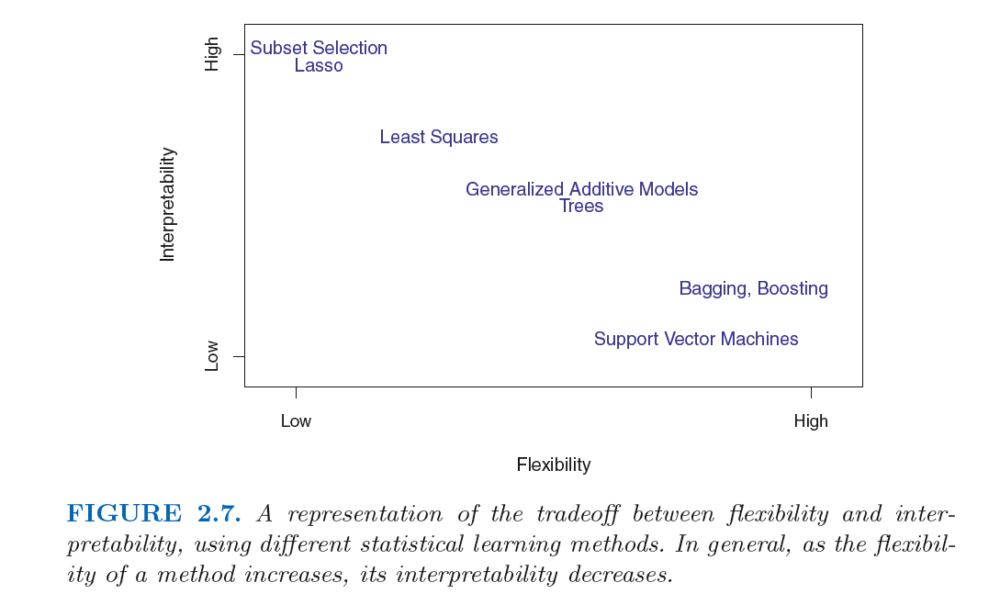 High
Subset Selection
Lasso
Least Squares
Interpretability
Generalized Additive Models
Trees
Bagging, Boosting
Support Vector Machines
Low
Low
High
Flexibility
FIGURE 2.7. A representation of the tradeoff between flexibility and inter-
pretability, using different statistical learning methods. In general, as the flexibil-
ity of a method increases, its interpretability decreases.